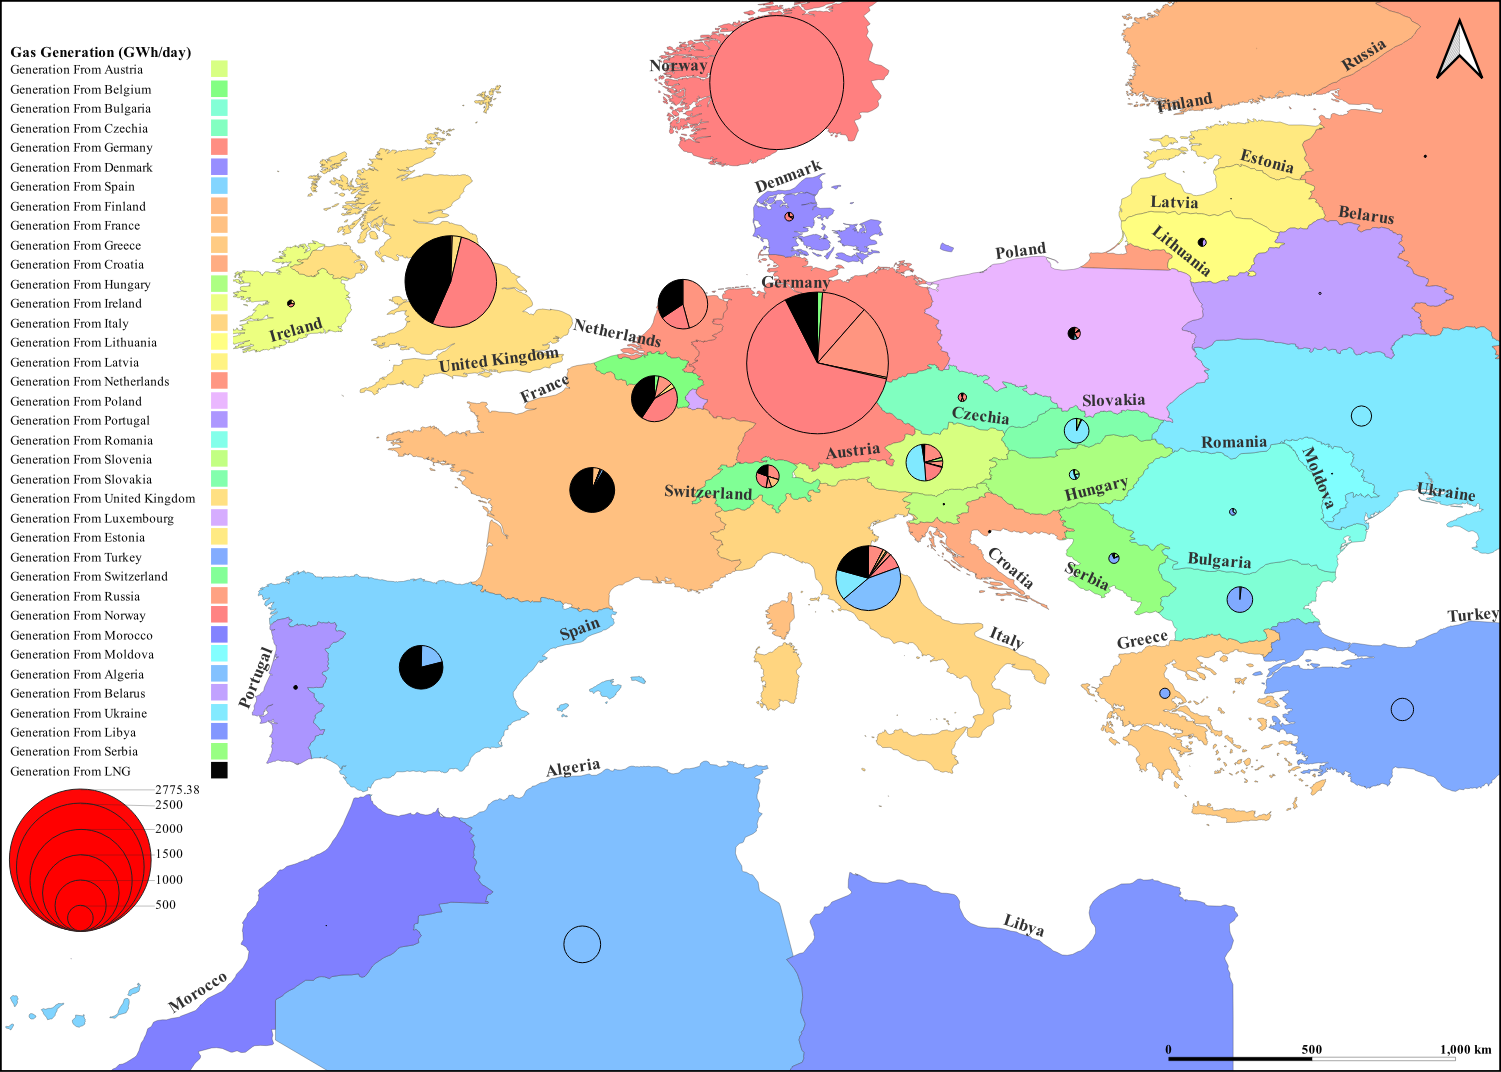 Gas Generation (GWh/day)
Generation From Austria
Generation From Belgium
Generation From Bulgaria
Generation From Czechia
Generation From Germany
Generation From Denmark
Generation From Spain
Generation From Finland
Generation From France
Generation From Greece
Generation From Croatia
Generation From Hungary
Generation From Ireland
Generation From Italy
Generation From Lithuania
Generation From Latvia
Generation From Netherlands
Generation From Poland
Generation From Portugal
Generation From Romania
Generation From Slovenia
Generation From Slovakia
Generation From United Kingdom
Generation From Luxembourg
Generation From Estonia
Generation From Turkey
Generation From Switzerland
Generation From Russia
Generation From Norway
Generation From Morocco
Generation From Moldova
Generation From Algeria
Generation From Belarus
Generation From Ukraine
Generation From Libya
Generation From Serbia
Generation From LNG
2775.38
2500
2000
1500
1000
500
Norway
Russia
Finland
Estonia
Denmark
Latvia
Belarus
Lithuania
Poland
Germany
Ireland
Netherlands
United Kingdom
France
Slovakia
Czechia
Romania
Austria
Moldova
Switzerland
Hungary
Ukraine
Croatia
Serbia
Bulgaria
Spain
Italy
Greece
Turkey
Portugal
Algeria
Libya
Morocco
0 500 1,000 km